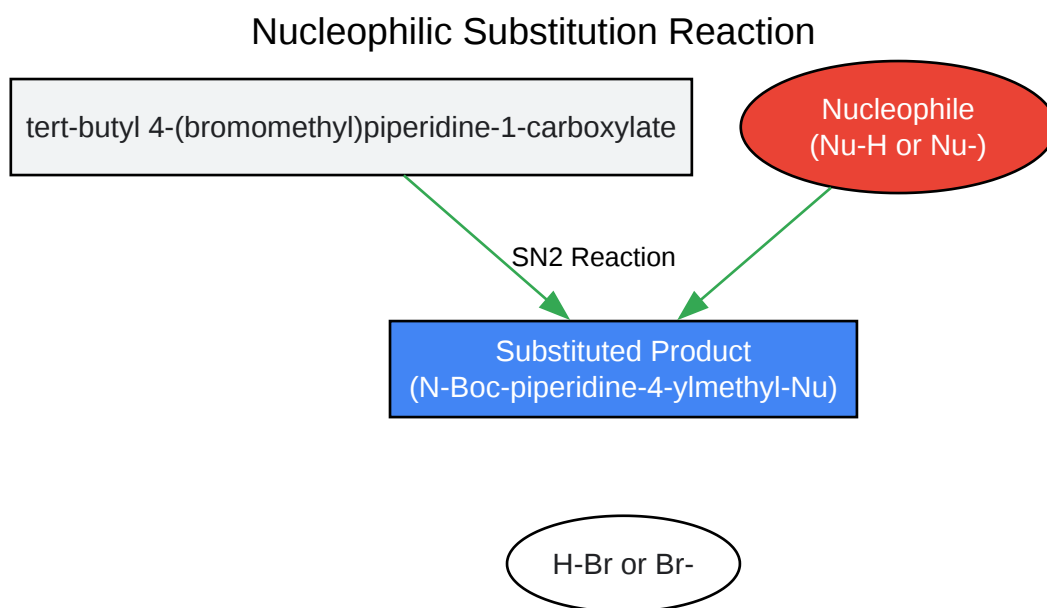 Nucleophilic Substitution Reaction
tert-butyl 4-(bromomethyl)piperidine-1-carboxylate
Nucleophile
(Nu-H or Nu-)
SN2 Reaction
Substituted Product
(N-Boc-piperidine-4-ylmethyl-Nu)
H-Br or Br-